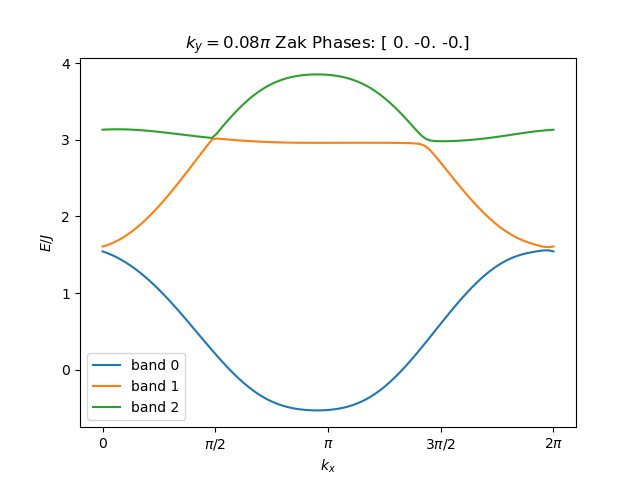 k_y = 0.08π Zak Phases: [ 0. -0. -0.]
4
3
2
1
0
E/J
band 0
band 1
band 2
0
π/2
π
3π/2
2π
k_x